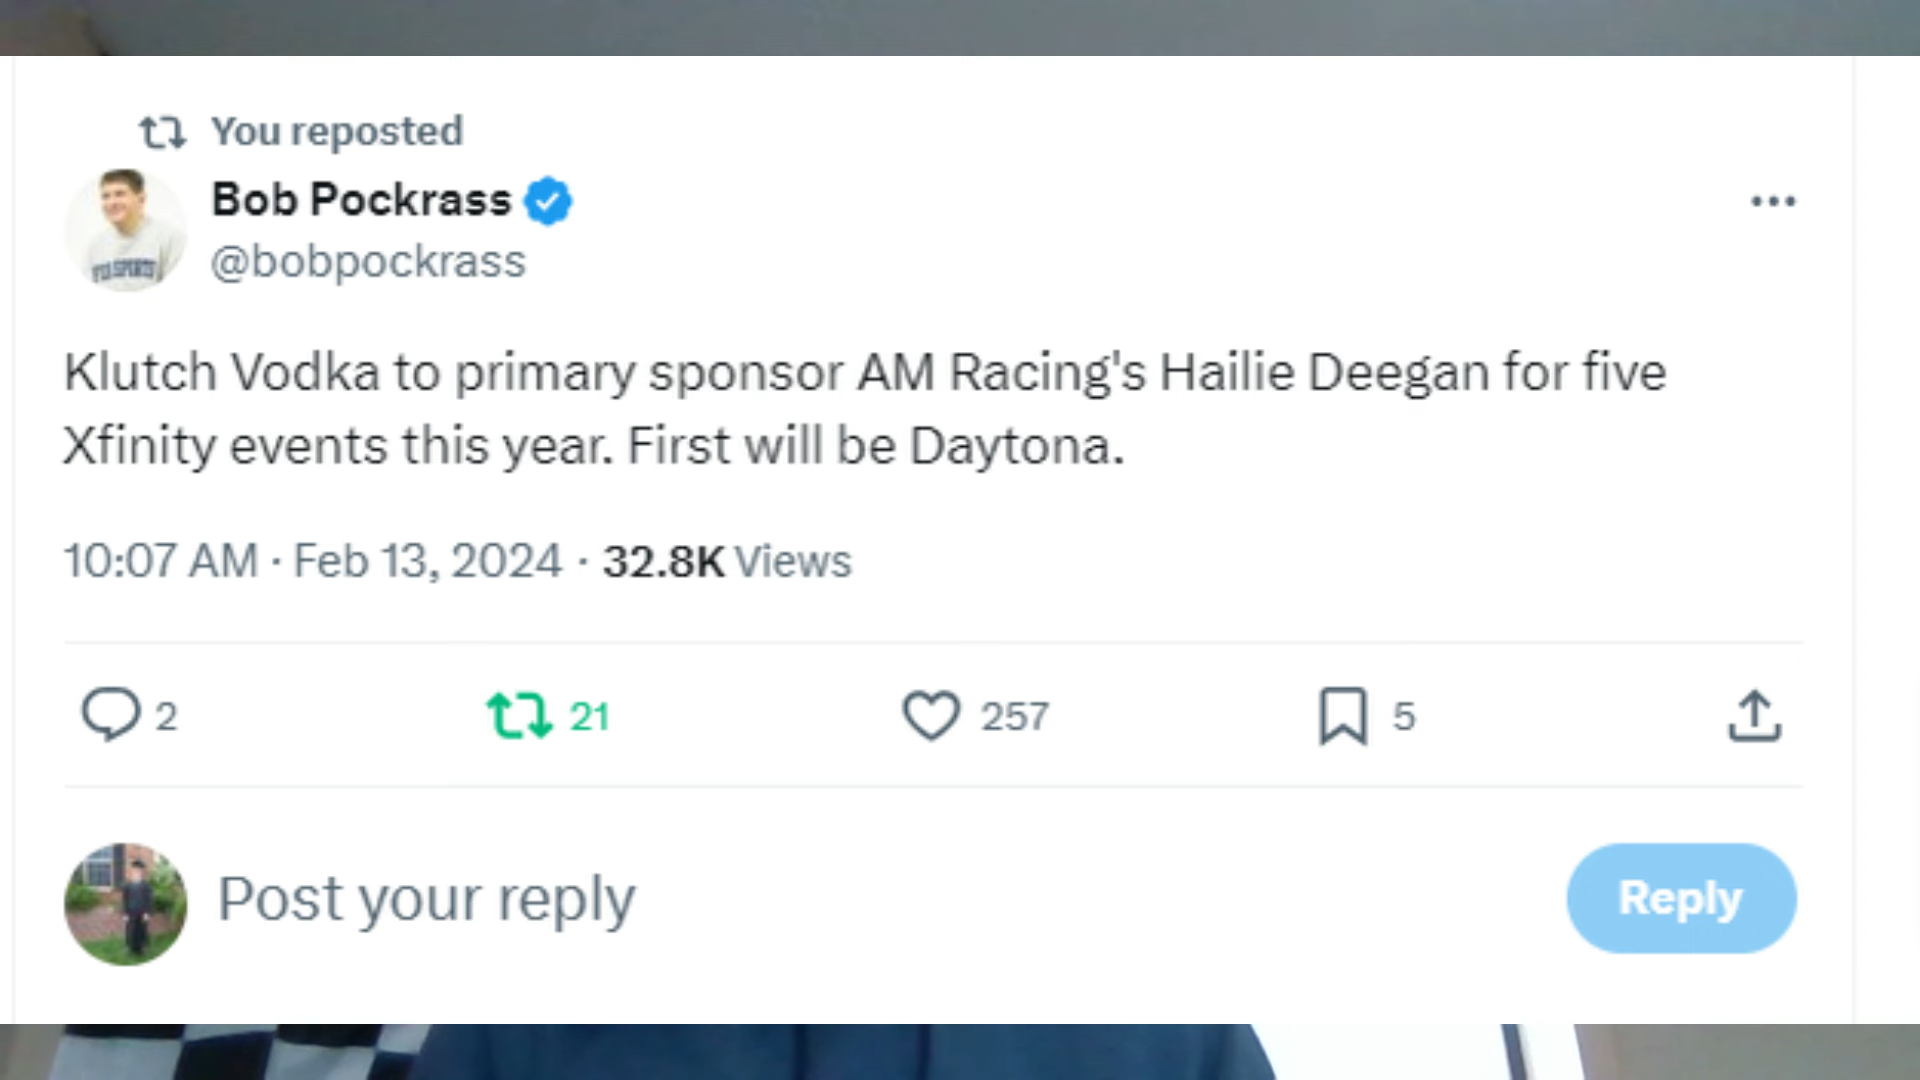 You reposted
Bob Pockrass
@bobpockrass
Klutch Vodka to primary sponsor AM Racing's Hailie Deegan for five
Xfinity events this year. First will be Daytona.
10:07 AM · Feb 13, 2024 · 32.8K Views
2 21 257 5
Post your reply Reply